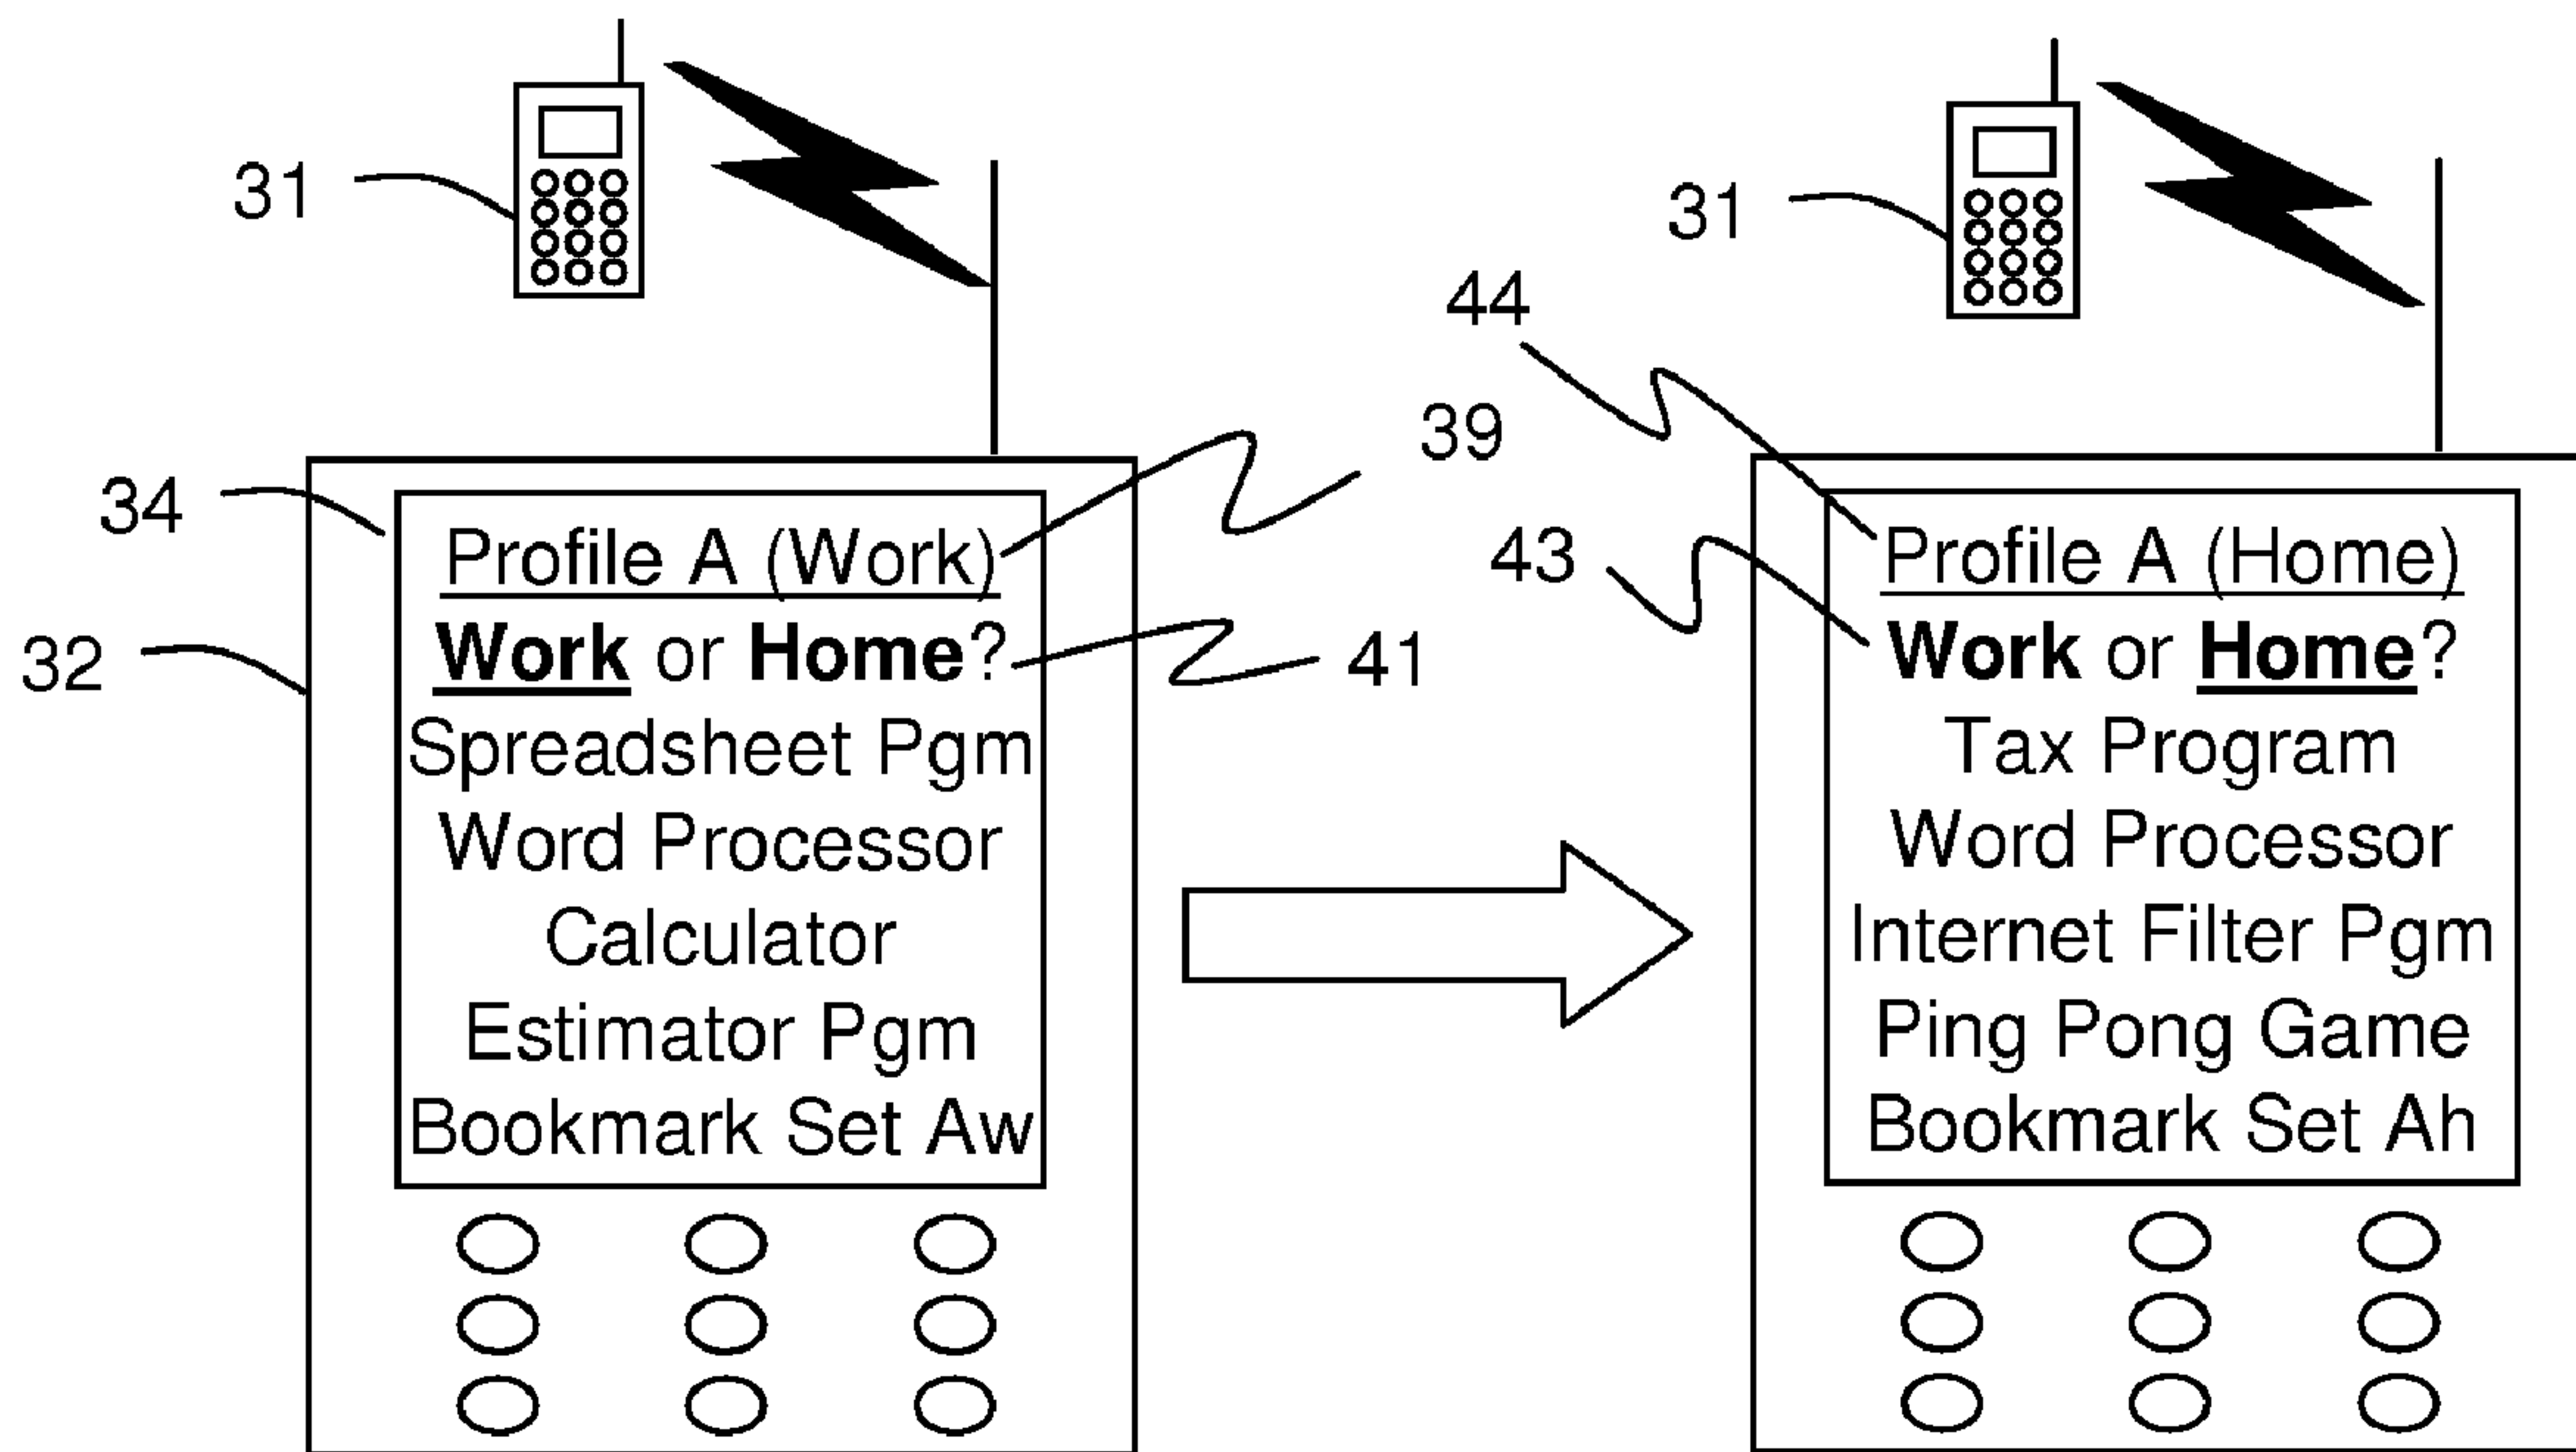 31
34
32
Profile A (Work)
Work or Home?
Spreadsheet Pgm
Word Processor
Calculator
Estimator Pgm
Bookmark Set Aw
39
41
31
44
43
Profile A (Home)
Work or Home?
Tax Program
Word Processor
Internet Filter Pgm
Ping Pong Game
Bookmark Set Ah